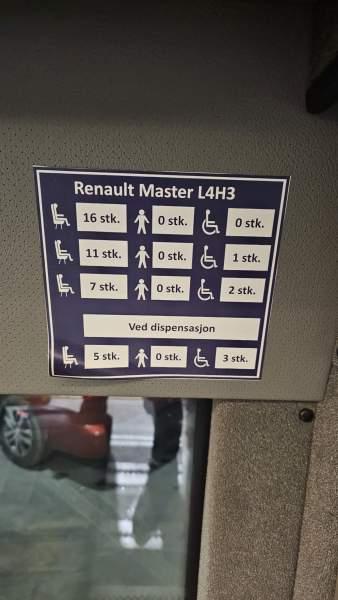 Renault Master L4H3
16 stk. 0 stk. 0 stk.
11 stk. 0 stk. 1 stk.
7 stk. 0 stk. 2 stk.
Ved dispensasjon
5 stk. 0 stk. 3 stk.